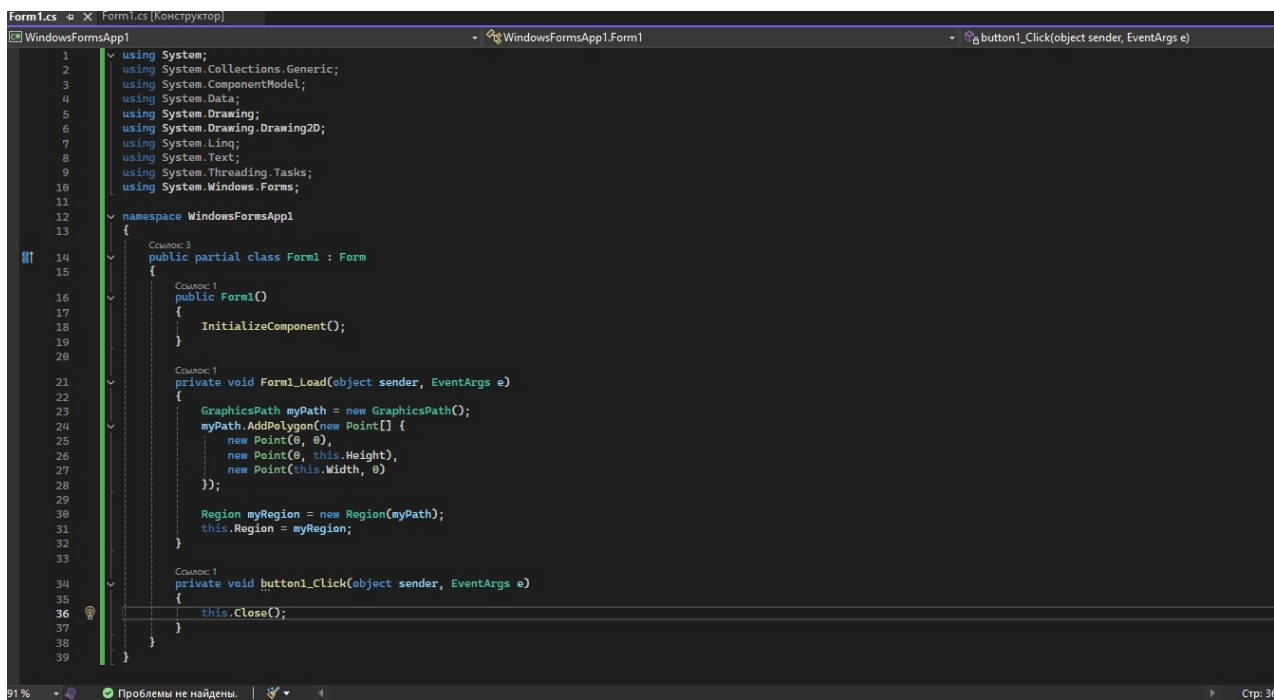 Form1.cs Form1.cs [Конструктор]
WindowsFormsApp1 WindowsFormsApp1.Form1 button1_Click(object sender, EventArgs e)
1 using System;
2 using System.Collections.Generic;
3 using System.ComponentModel;
4 using System.Data;
5 using System.Drawing;
6 using System.Drawing.Drawing2D;
7 using System.Linq;
8 using System.Text;
9 using System.Threading.Tasks;
10 using System.Windows.Forms;
11
12 namespace WindowsFormsApp1
13 {
Ссылок: 3
14 public partial class Form1 : Form
15 {
Ссылок: 1
16 public Form1()
17 {
18 InitializeComponent();
19 }
20
Ссылок: 1
21 private void Form1_Load(object sender, EventArgs e)
22 {
23 GraphicsPath myPath = new GraphicsPath();
24 myPath.AddPolygon(new Point[] {
25 new Point(0, 0),
26 new Point(0, this.Height),
27 new Point(this.Width, 0)
28 });
29
30 Region myRegion = new Region(myPath);
31 this.Region = myRegion;
32 }
33
Ссылок: 1
34 private void button1_Click(object sender, EventArgs e)
35 {
36 this.Close();
37 }
38 }
39 }
91 % Проблемы не найдены. Стр: 36